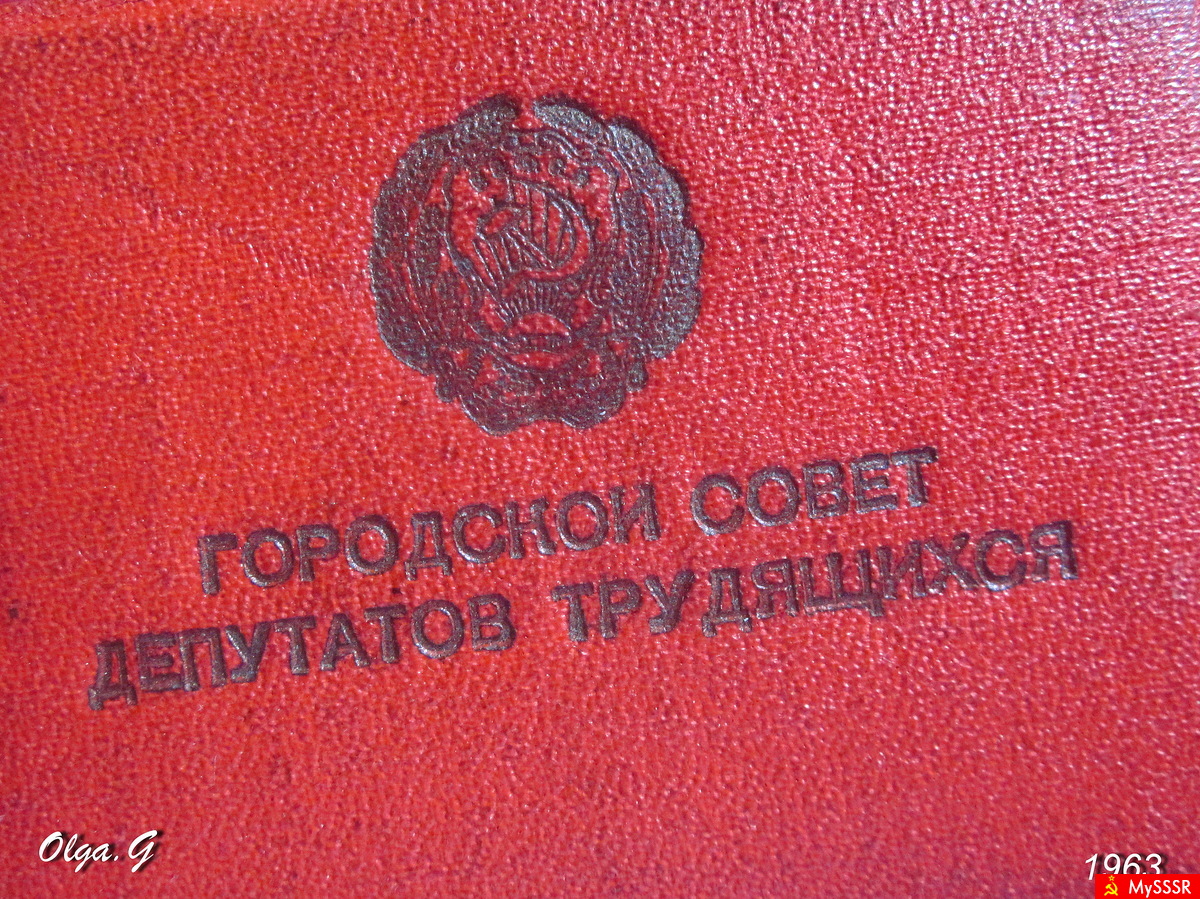 ГОРОДСКОЙ СОВЕТ
ДЕПУТАТОВ ТРУДЯЩИХСЯ
Olga.G
1963
MySSSR